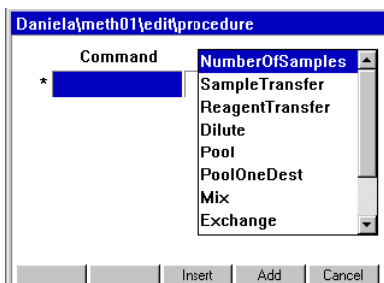 Daniela\meth01\edit\procedure
Command
*
NumberOfSamples
SampleTransfer
ReagentTransfer
Dilute
Pool
PoolOneDest
Mix
Exchange
Insert Add Cancel